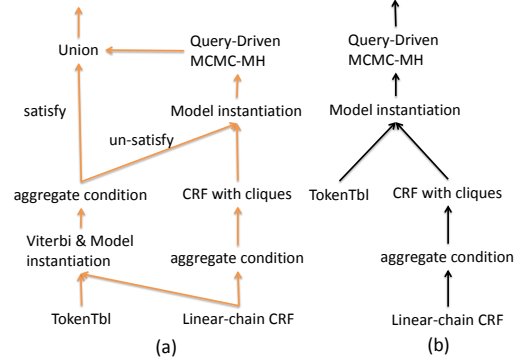 Union
Query-Driven
MCMC-MH
satisfy
Model instantiation
un-satisfy
aggregate condition
CRF with cliques
Viterbi & Model
instantiation
aggregate condition
TokenTbl
Linear-chain CRF
(a)
Query-Driven
MCMC-MH
Model instantiation
TokenTbl
CRF with cliques
aggregate condition
Linear-chain CRF
(b)